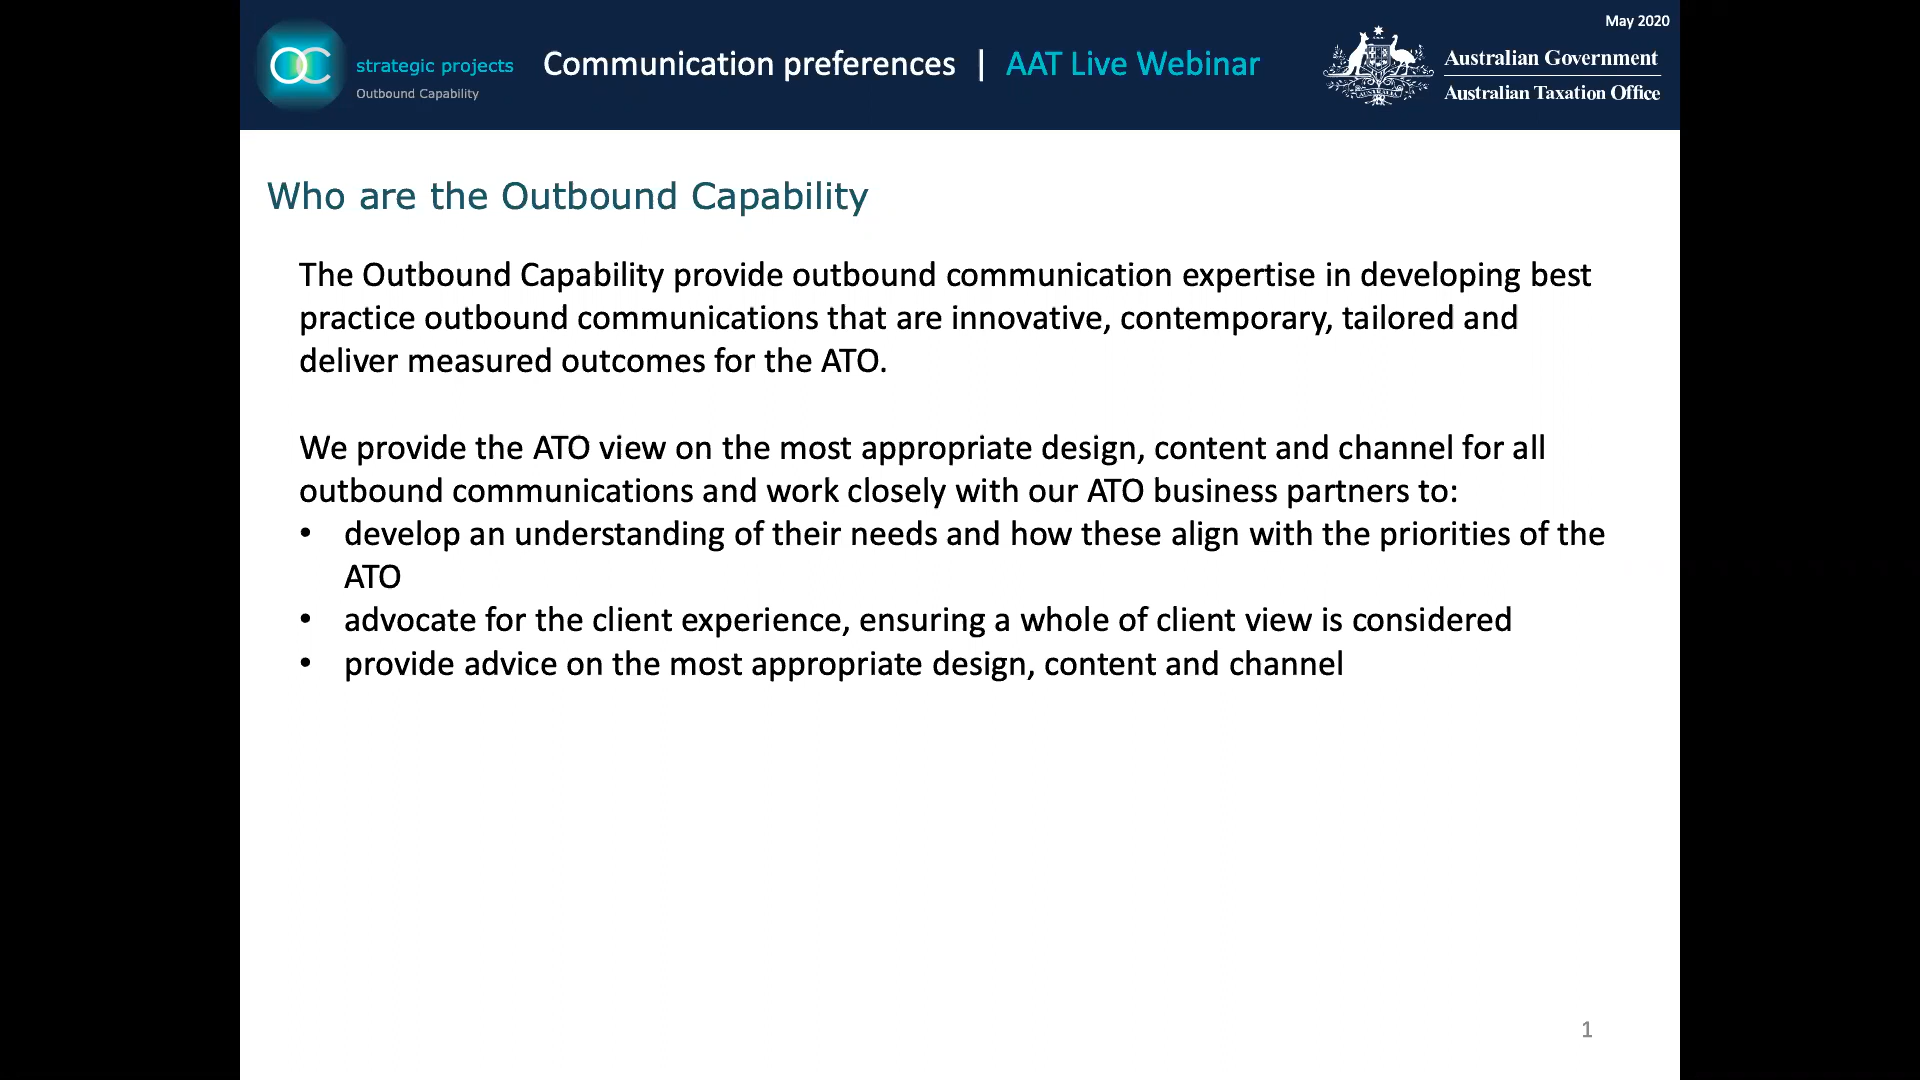 May 2020
OC
strategic projects
Outbound Capability
Communication preferences | AAT Live Webinar
Australian Government
Australian Taxation Office
Who are the Outbound Capability
The Outbound Capability provide outbound communication expertise in developing best
practice outbound communications that are innovative, contemporary, tailored and
deliver measured outcomes for the ATO.
We provide the ATO view on the most appropriate design, content and channel for all
outbound communications and work closely with our ATO business partners to:
• develop an understanding of their needs and how these align with the priorities of the
ATO
• advocate for the client experience, ensuring a whole of client view is considered
• provide advice on the most appropriate design, content and channel
1